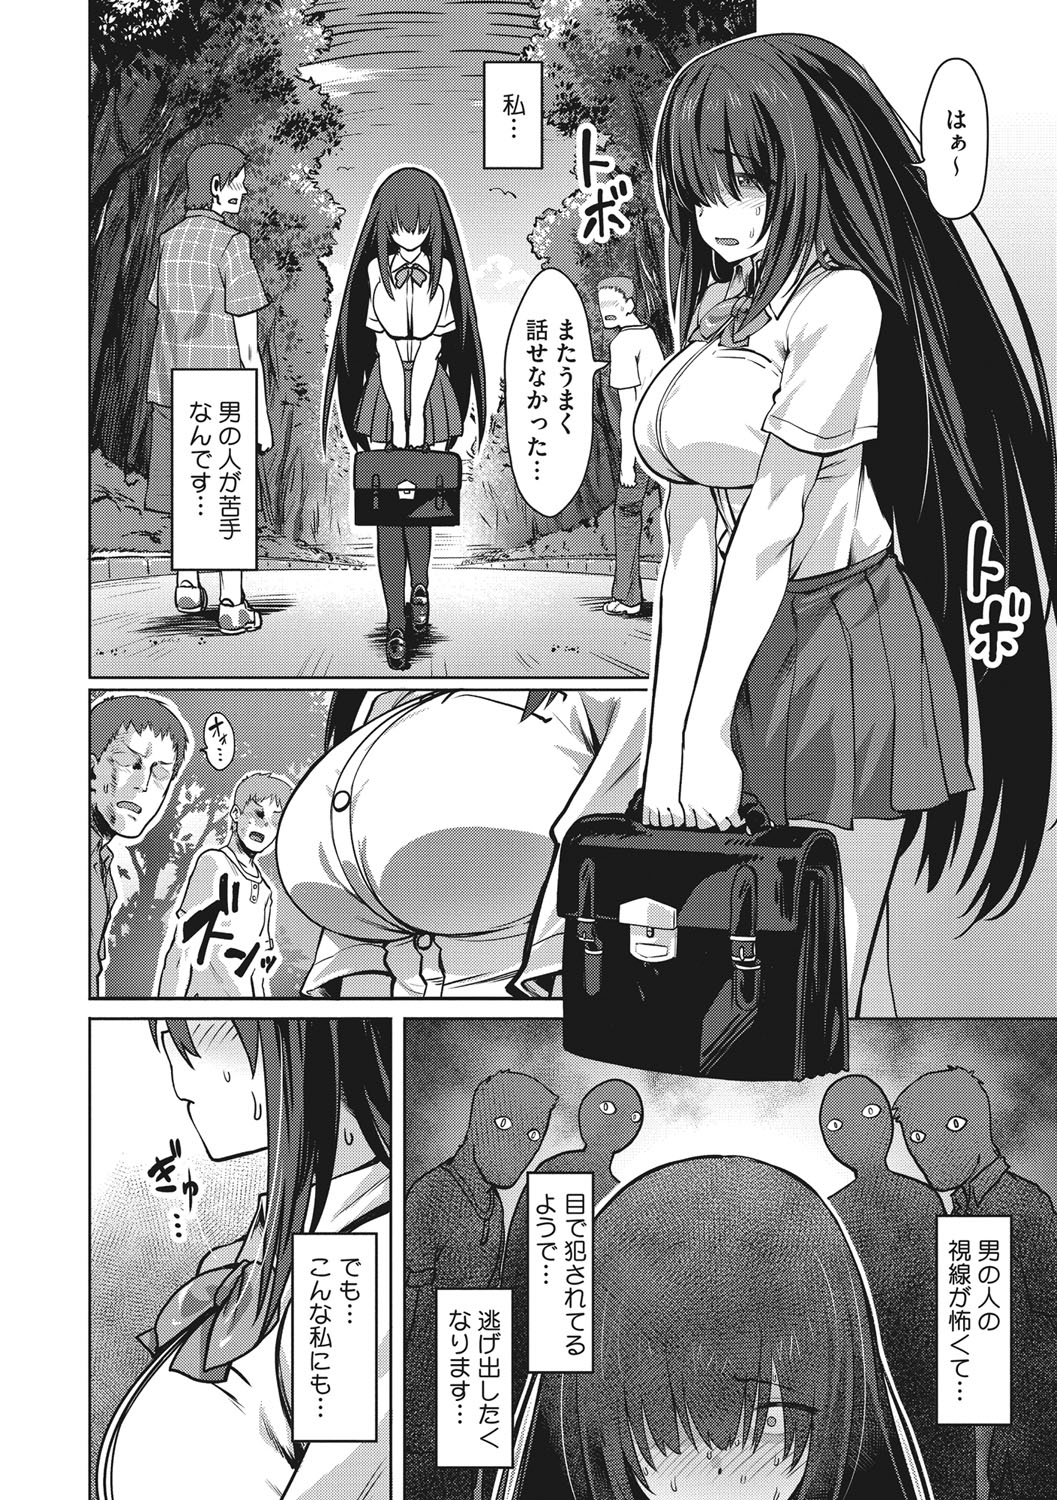 はぁ～
トボ
トボ
またうまく
話せなかった…
私…
男の人が苦手
なんです…
ズンッ
男の人の
視線が怖くて…
目で犯されてる
ようで…
逃げ出したく
なります…
ぎゅ…
でも…
こんな私にも…